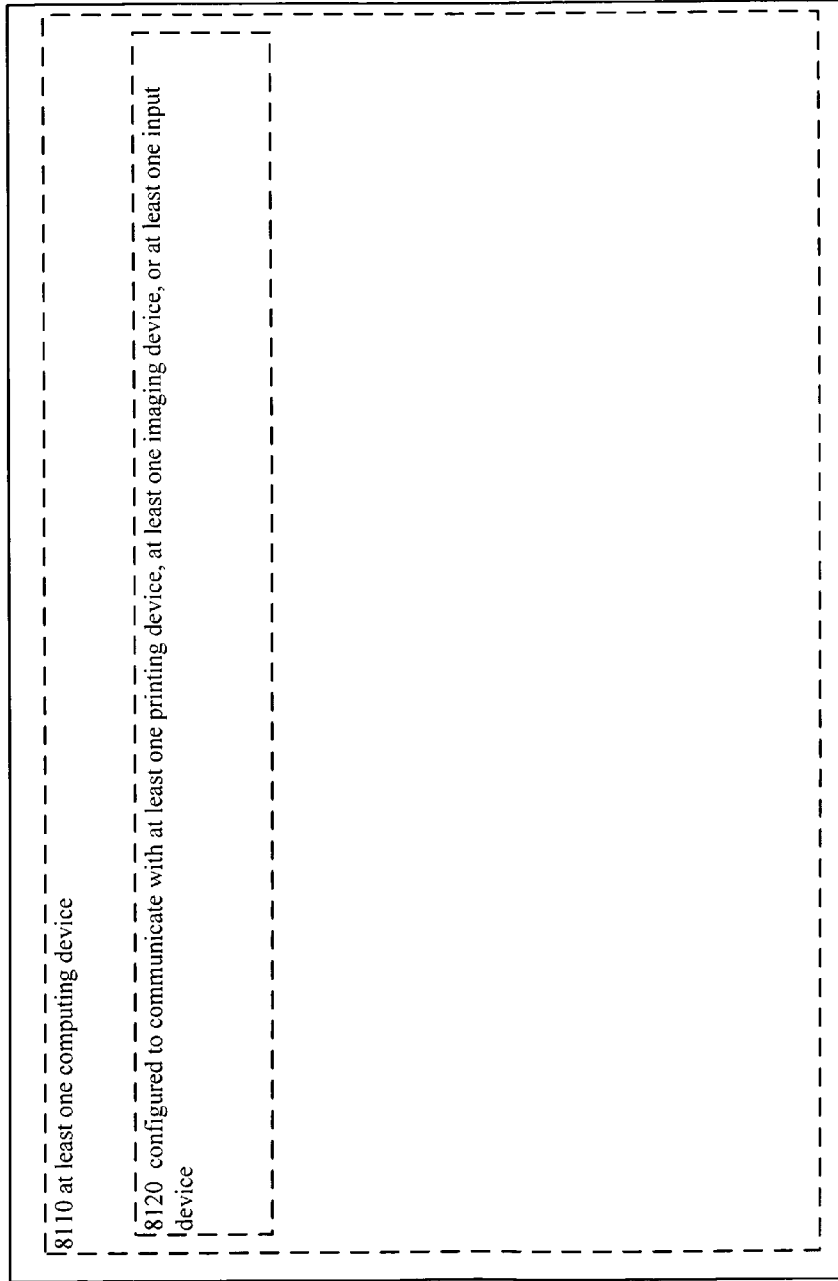 8110 at least one computing device
8120 configured to communicate with at least one printing device, at least one imaging device, or at least one input
device